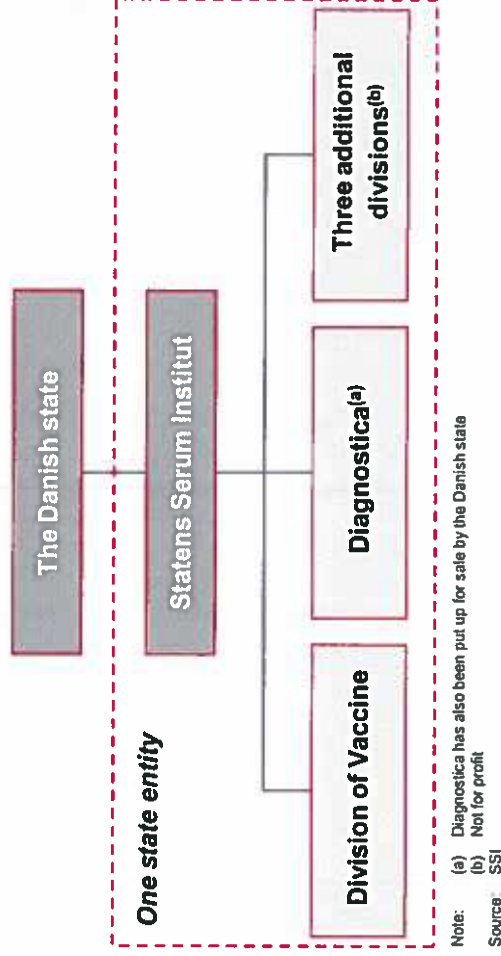 The Danish state
One state entity
Statens Serum Institut
Division of Vaccine
Diagnostica(a)
Three additional
divisions(b)
Note: (a) Diagnostica has also been put up for sale by the Danish state
(b) Not for profit
Source: SSI